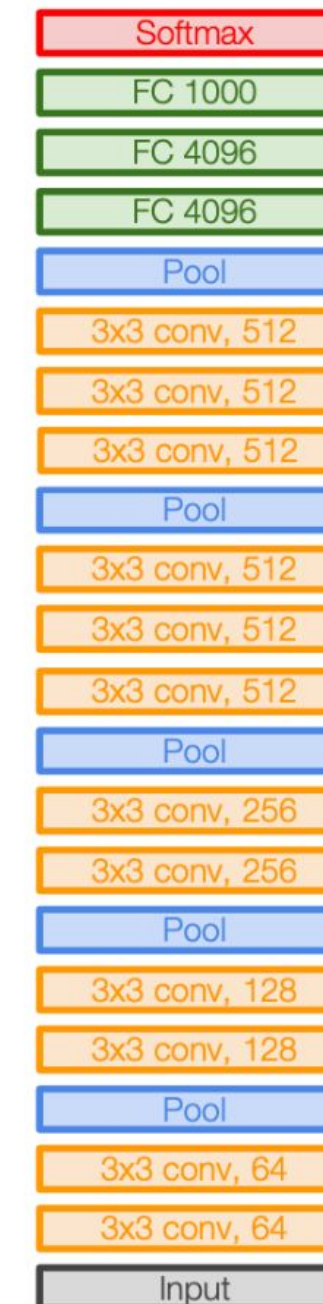 Softmax
FC 1000
FC 4096
FC 4096
Pool
3x3 conv, 512
3x3 conv, 512
3x3 conv, 512
Pool
3x3 conv, 512
3x3 conv, 512
3x3 conv, 512
Pool
3x3 conv, 256
3x3 conv, 256
Pool
3x3 conv, 128
3x3 conv, 128
Pool
3x3 conv, 64
3x3 conv, 64
Input